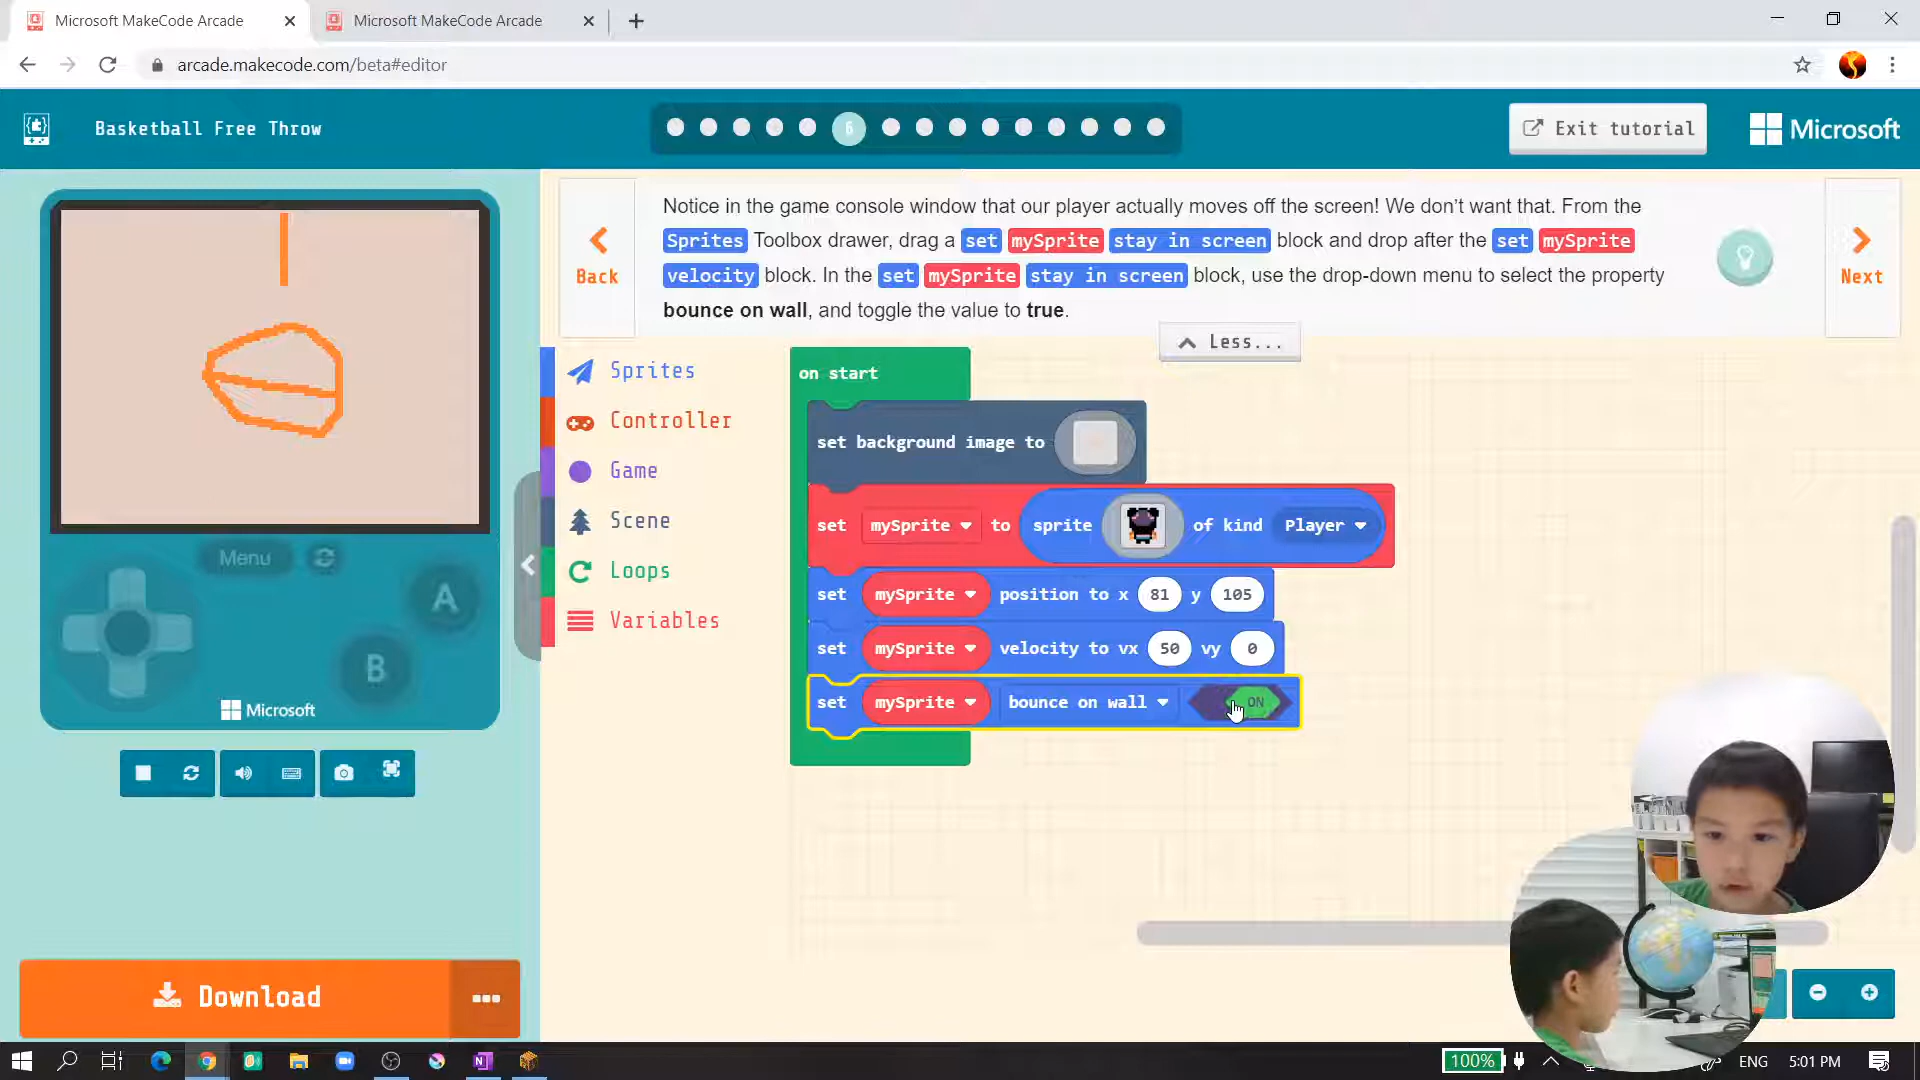 Microsoft MakeCode Arcade
Microsoft MakeCode Arcade
arcade.makecode.com/beta#editor
Basketball Free Throw
6
Exit tutorial
Microsoft
Back
Notice in the game console window that our player actually moves off the screen! We don't want that. From the
Sprites Toolbox drawer, drag a set mySprite stay in screen block and drop after the set mySprite
velocity block. In the set mySprite stay in screen block, use the drop-down menu to select the property
bounce on wall, and toggle the value to true.
Next
Less...
Sprites
Controller
Game
Scene
Loops
Variables
on start
set background image to
set mySprite to sprite of kind Player
set mySprite position to x 81 y 105
set mySprite velocity to vx 50 vy 0
set mySprite bounce on wall ON
Menu
A
B
Microsoft
Download
100%
ENG
5:01 PM